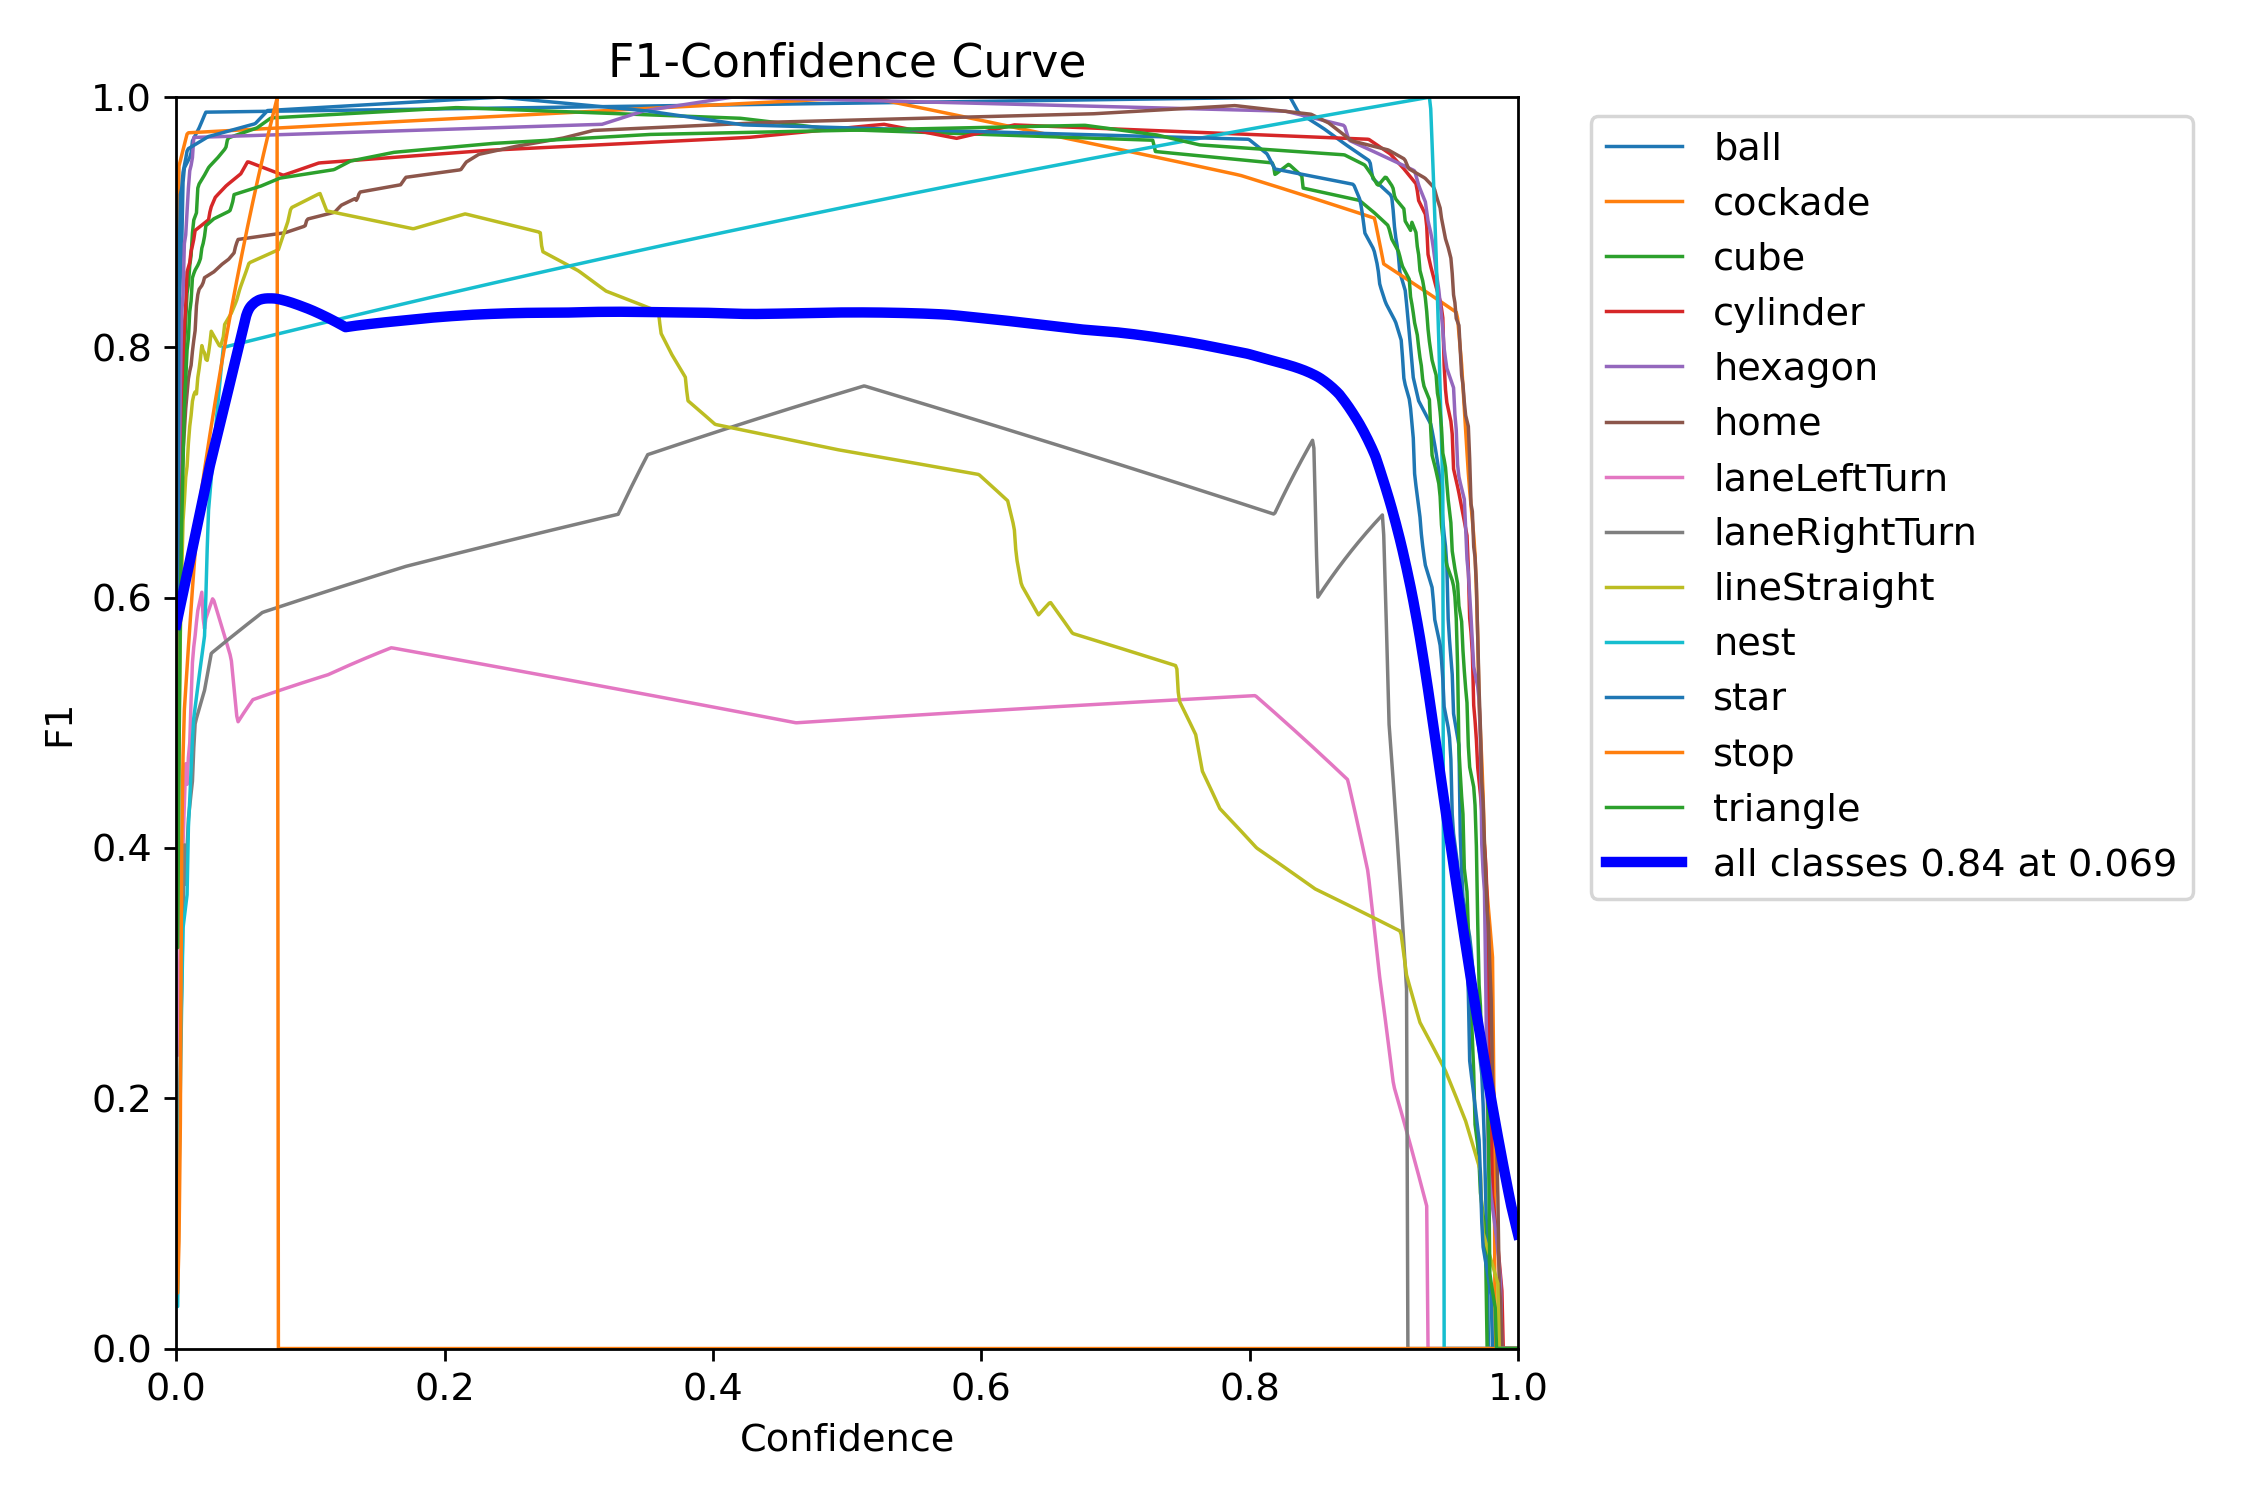 F1-Confidence Curve
1.0
0.8
0.6
0.4
0.2
0.0
F1
0.0 0.2 0.4 0.6 0.8 1.0
Confidence
ball
cockade
cube
cylinder
hexagon
home
laneLeftTurn
laneRightTurn
lineStraight
nest
star
stop
triangle
all classes 0.84 at 0.069